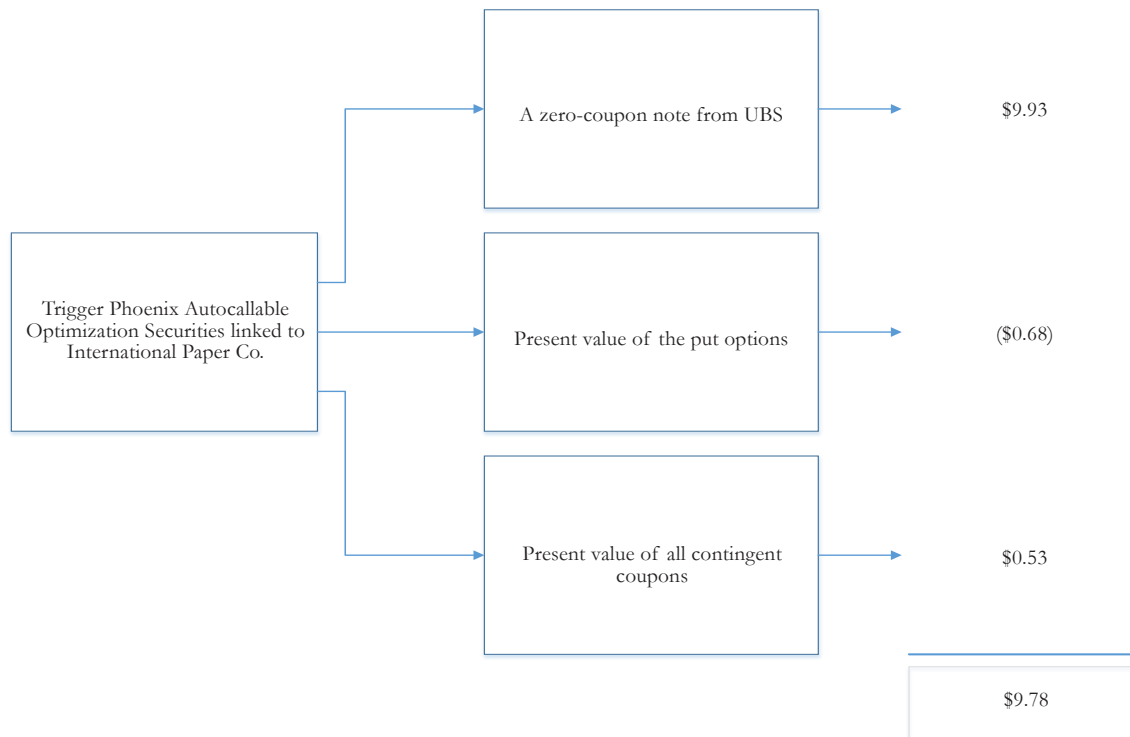 A zero-coupon note from UBS
$9.93
Trigger Phoenix Autocallable
Optimization Securities linked to
International Paper Co.
Present value of the put options
($0.68)
Present value of all contingent
coupons
$0.53
$9.78